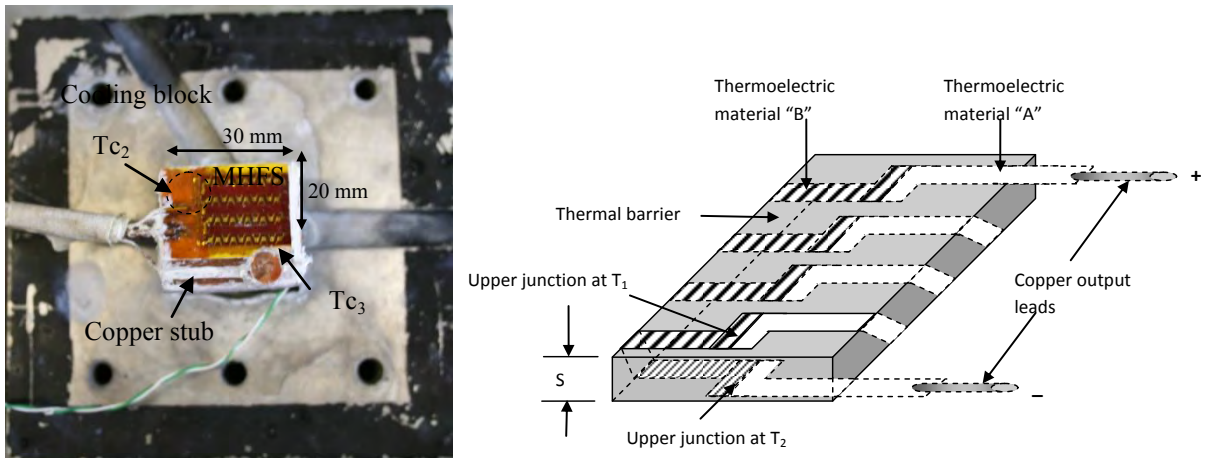 Cooling block
30 mm
Tc2
MHFS
20 mm
Tc3
Copper stub
Thermoelectric
material “B”
Thermoelectric
material “A”
+
Thermal barrier
Upper junction at T1
Copper output
leads
S
–
Upper junction at T2